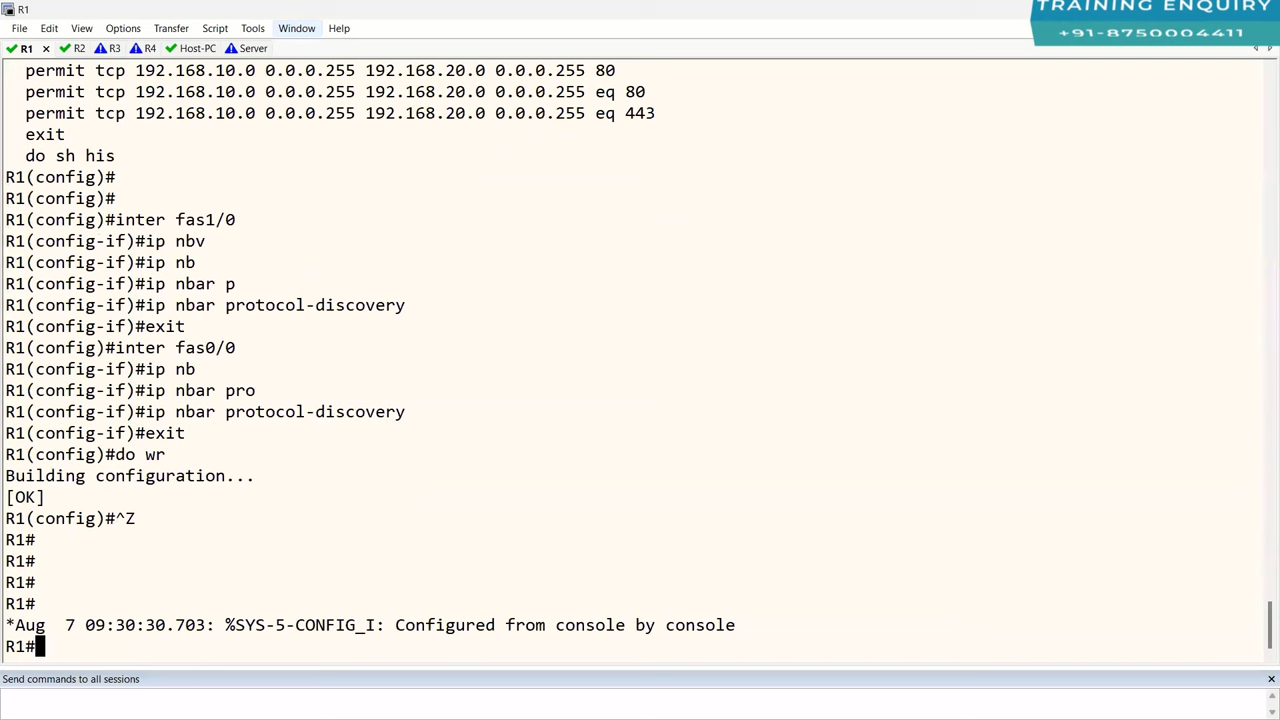 R1
TRAINING ENQUIRY
+91-8750004411
File Edit View Options Transfer Script Tools Window Help
R1 × R2 R3 R4 Host-PC Server
permit tcp 192.168.10.0 0.0.0.255 192.168.20.0 0.0.0.255 80
permit tcp 192.168.10.0 0.0.0.255 192.168.20.0 0.0.0.255 eq 80
permit tcp 192.168.10.0 0.0.0.255 192.168.20.0 0.0.0.255 eq 443
exit
do sh his
R1(config)#
R1(config)#
R1(config)#inter fas1/0
R1(config-if)#ip nbv
R1(config-if)#ip nb
R1(config-if)#ip nbar p
R1(config-if)#ip nbar protocol-discovery
R1(config-if)#exit
R1(config)#inter fas0/0
R1(config-if)#ip nb
R1(config-if)#ip nbar pro
R1(config-if)#ip nbar protocol-discovery
R1(config-if)#exit
R1(config)#do wr
Building configuration...
[OK]
R1(config)#^Z
R1#
R1#
R1#
R1#
*Aug  7 09:30:30.703: %SYS-5-CONFIG_I: Configured from console by console
R1#
Send commands to all sessions ×